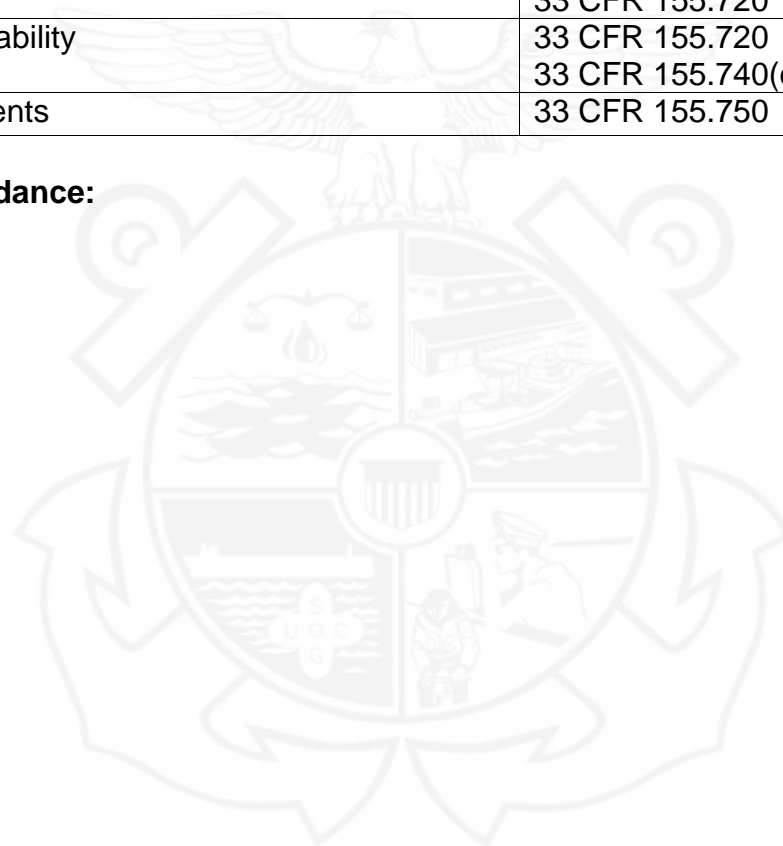 33 CFR 155.720
ability 33 CFR 155.720
33 CFR 155.740(
ents 33 CFR 155.750
dance:
S
U O C
G